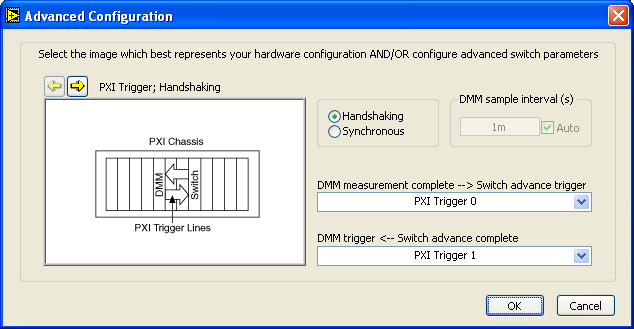 Advanced Configuration
Select the image which best represents your hardware configuration AND/OR configure advanced switch parameters
PXI Trigger; Handshaking
PXI Chassis
DMM
Switch
PXI Trigger Lines
Handshaking
Synchronous
DMM sample interval (s)
1m
Auto
DMM measurement complete --> Switch advance trigger
PXI Trigger 0
DMM trigger <-- Switch advance complete
PXI Trigger 1
OK
Cancel